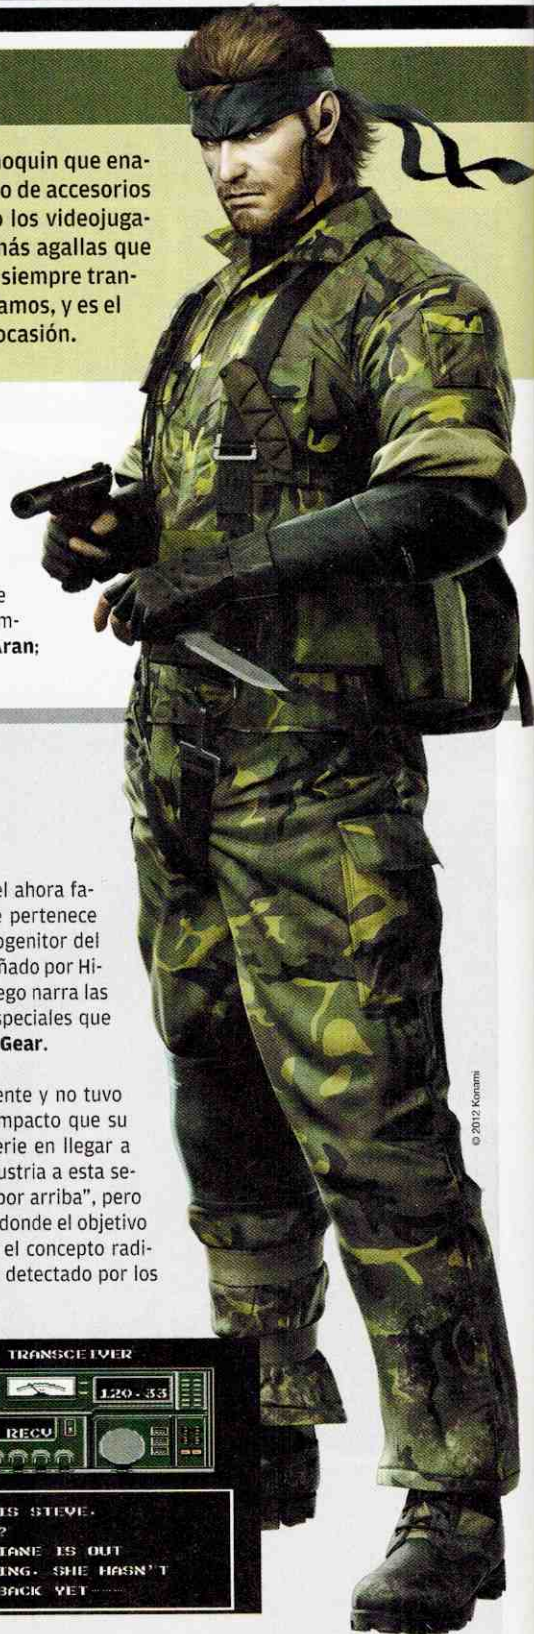 noquin que ena-
o de accesorios
o los videojuga-
más agallas que
siempre tran-
amos, y es el
ocasión.
e
m-
Aran;
el ahora fa-
e pertenece
ogenitor del
ñado por Hi-
ego narra las
speciales que
Gear.
ente y no tuvo
mpacto que su
erie en llegar a
ustria a esta se-
por arriba”, pero
donde el objetivo
el concepto radi-
detectado por los
© 2012 Konami
TRANSCEIVER
120.33
RECV
IS STEVE.
?
IANE IS OUT
ING. SHE HASN'T
BACK YET